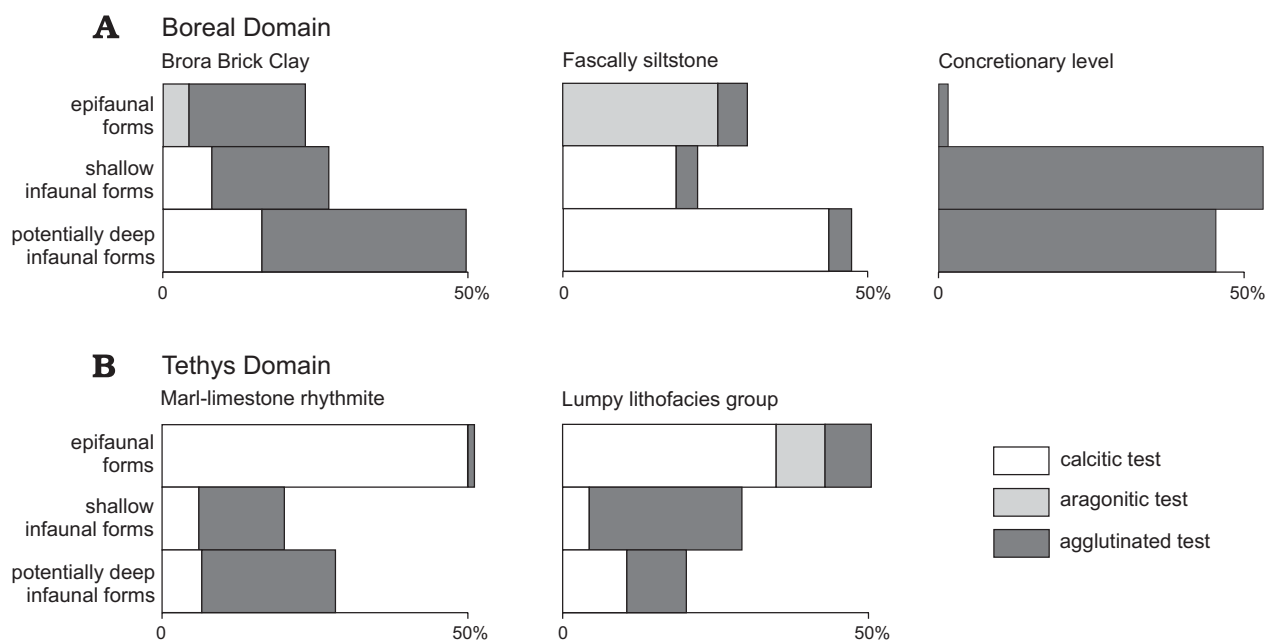 A Boreal Domain
Brora Brick Clay
Fascally siltstone
Concretionary level
epifaunal
forms
shallow
infaunal forms
potentially deep
infaunal forms
0 50%
0 50%
0 50%
B Tethys Domain
Marl-limestone rhythmite
Lumpy lithofacies group
epifaunal
forms
shallow
infaunal forms
potentially deep
infaunal forms
0 50%
0 50%
calcitic test
aragonitic test
agglutinated test